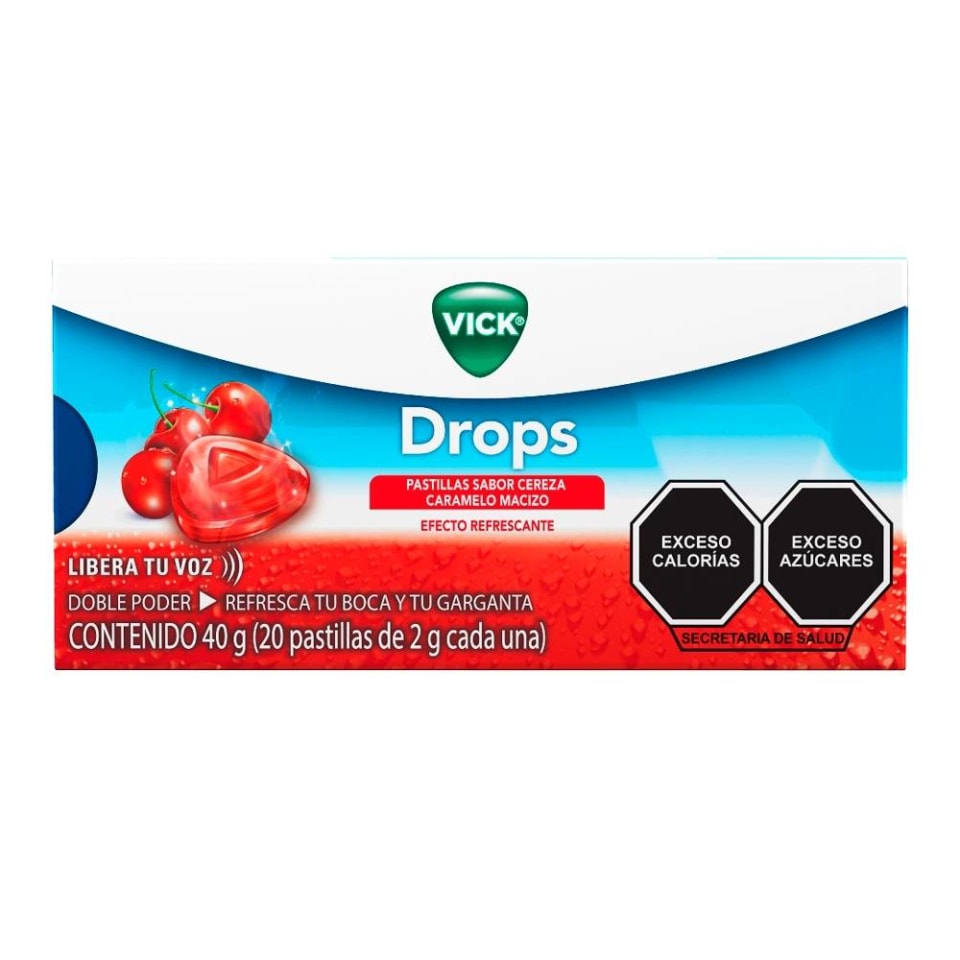 VICK®
Drops
PASTILLAS SABOR CEREZA
CARAMELO MACIZO
EFECTO REFRESCANTE
LIBERA TU VOZ
DOBLE PODER ▶ REFRESCA TU BOCA Y TU GARGANTA
CONTENIDO 40 g (20 pastillas de 2 g cada una)
EXCESO
CALORÍAS
EXCESO
AZÚCARES
SECRETARIA DE SALUD